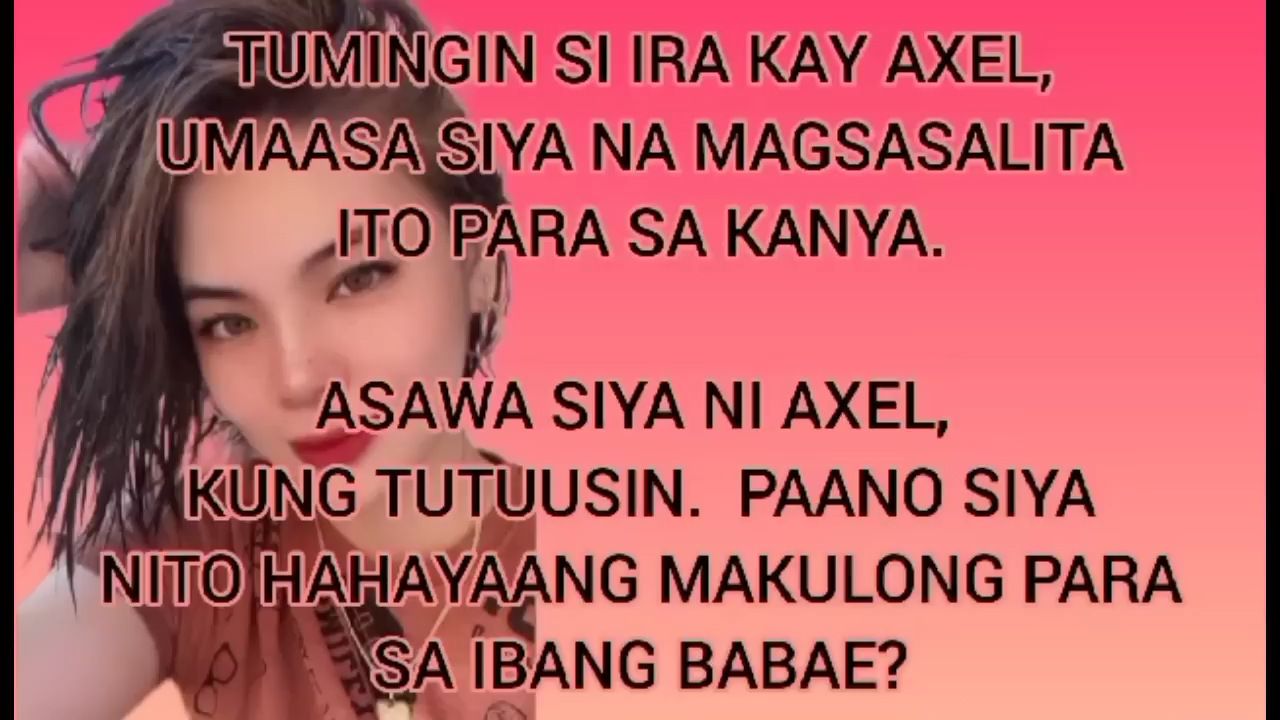 TUMINGIN SI IRA KAY AXEL,
UMAASA SIYA NA MAGSASALITA
ITO PARA SA KANYA.
ASAWA SIYA NI AXEL,
KUNG TUTUUSIN. PAANO SIYA
NITO HAHAYAANG MAKULONG PARA
SA IBANG BABAE?